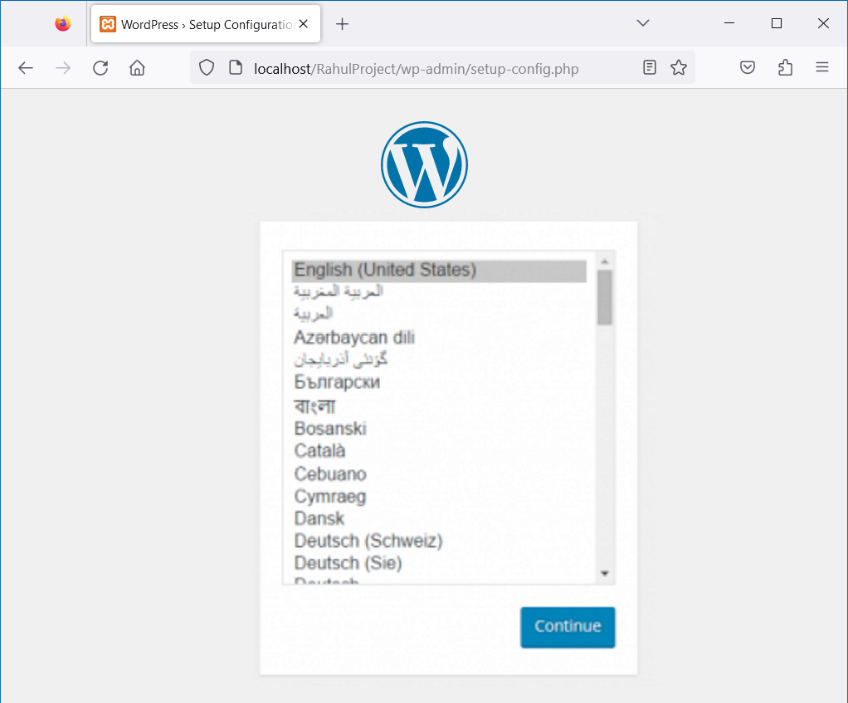 WordPress › Setup Configuratio
localhost/RahulProject/wp-admin/setup-config.php
English (United States)
العربية المغربية
العربية
Azərbaycan dili
گؤنئی آذربایجان
Български
বাংলা
Bosanski
Català
Cebuano
Cymraeg
Dansk
Deutsch (Schweiz)
Deutsch (Sie)
Deutsch
Continue